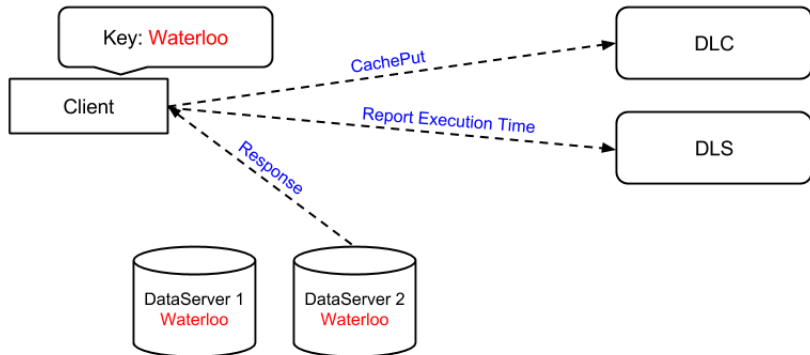 Key: Waterloo
DLC
CachePut
Client
Report Execution Time
DLS
Response
DataServer 1
Waterloo
DataServer 2
Waterloo